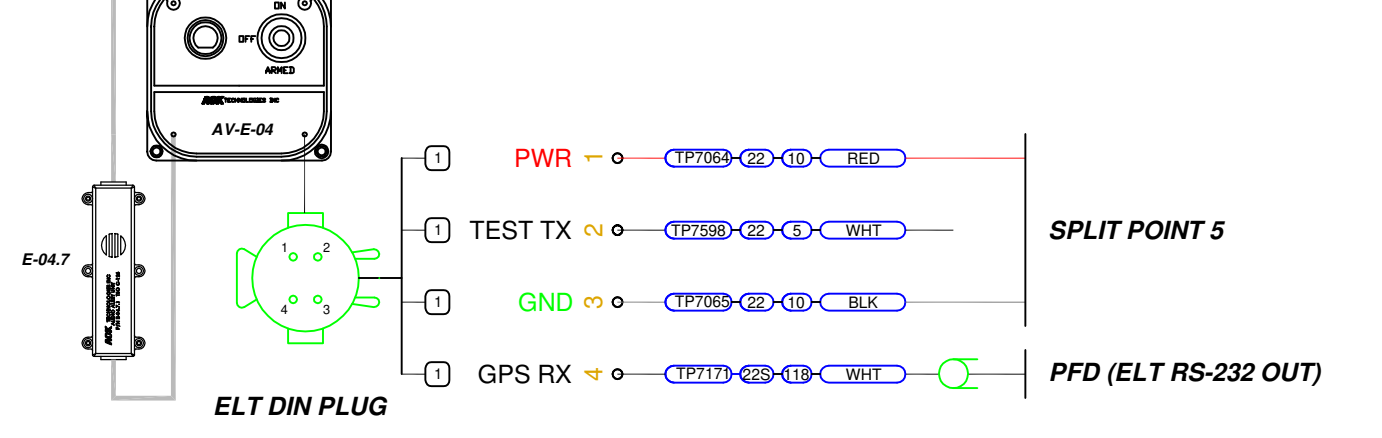 ON
OFF
ARMED
TECHNOLOGIES INC
AV-E-04
E-04.7
1 2
4 3
ELT DIN PLUG
1 PWR 1 TP7064 22 10 RED
1 TEST TX 2 TP7598 22 5 WHT
1 GND 3 TP7065 22 10 BLK
1 GPS RX 4 TP7171 22S 118 WHT
SPLIT POINT 5
PFD (ELT RS-232 OUT)